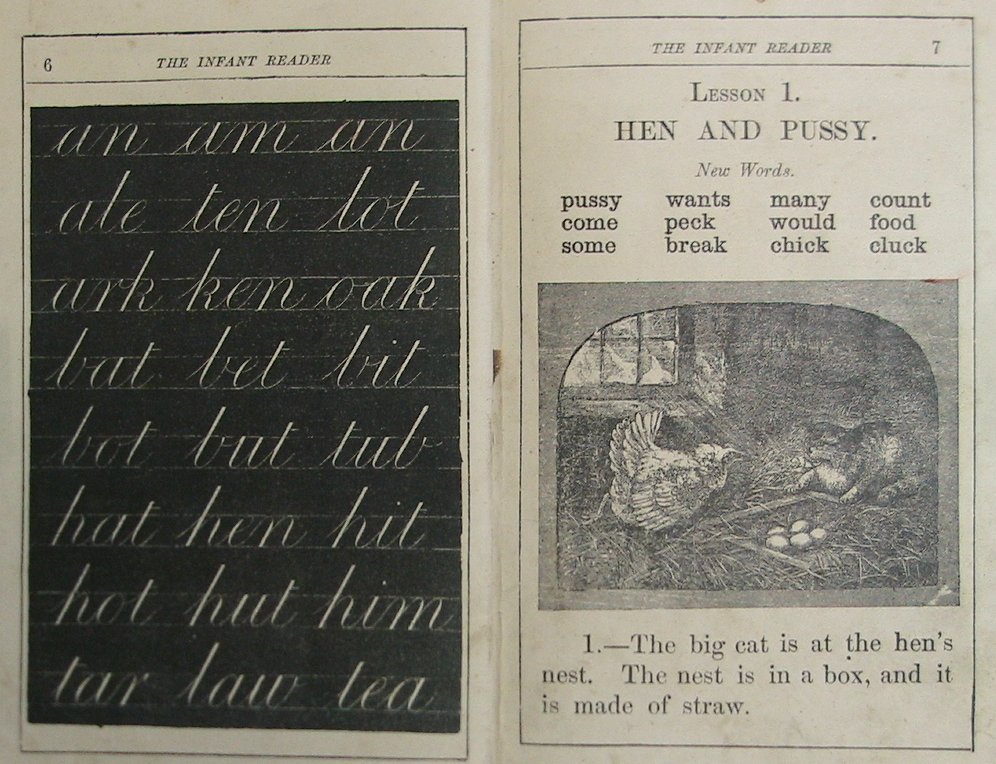 6 THE INFANT READER
an am an
ale ten lot
ark ken oak
bat bet bit
bot but tub
hat hen hit
hot hut him
tar law tea
THE INFANT READER 7
LESSON 1.
HEN AND PUSSY.
New Words.
pussy wants many count
come peck would food
some break chick cluck
1.—The big cat is at the hen's
nest. The nest is in a box, and it
is made of straw.